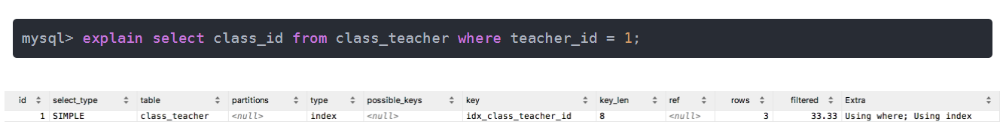 mysql> explain select class_id from class_teacher where teacher_id = 1;
id select_type table partitions type possible_keys key key_len ref rows filtered Extra
1 SIMPLE class_teacher <null> index <null> idx_class_teacher_id 8 <null> 3 33.33 Using where; Using index